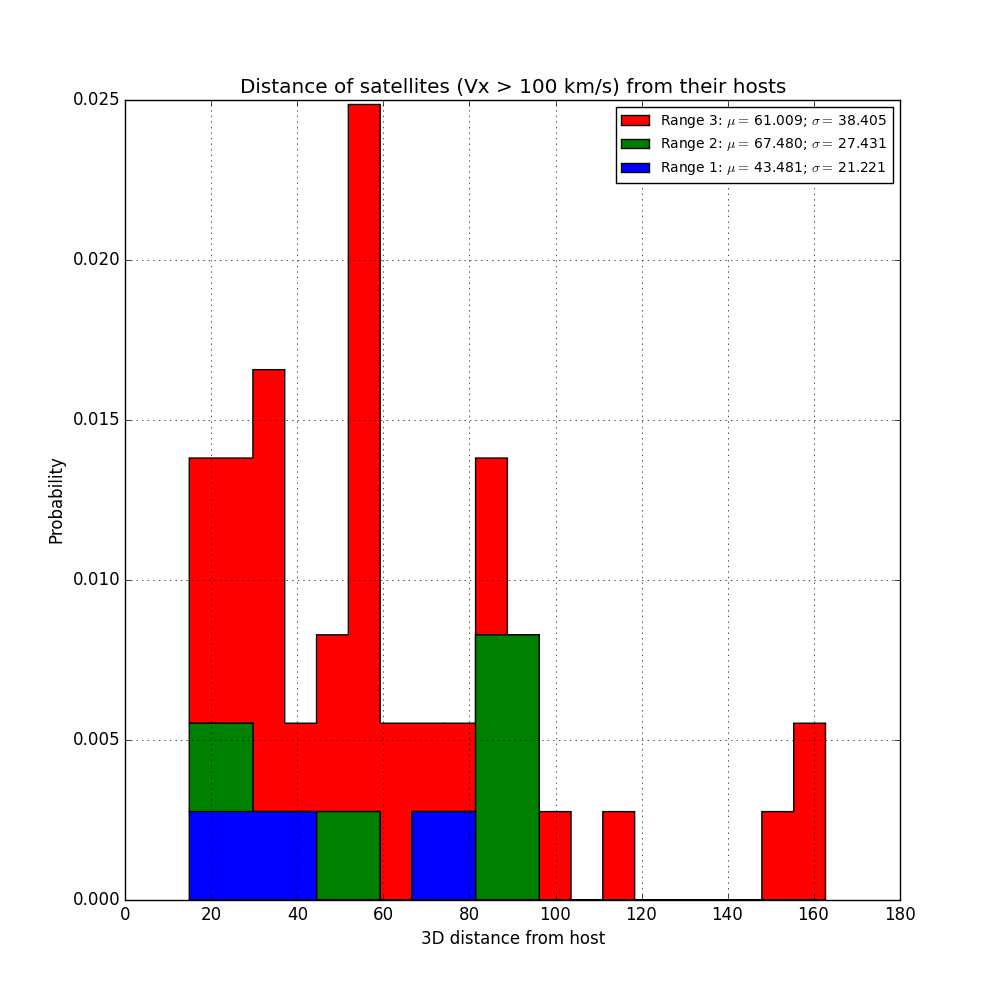 Distance of satellites (Vx > 100 km/s) from their hosts
Range 3: μ = 61.009; σ = 38.405
Range 2: μ = 67.480; σ = 27.431
Range 1: μ = 43.481; σ = 21.221
0.025
0.020
0.015
0.010
0.005
0.000
Probability
0 20 40 60 80 100 120 140 160 180
3D distance from host